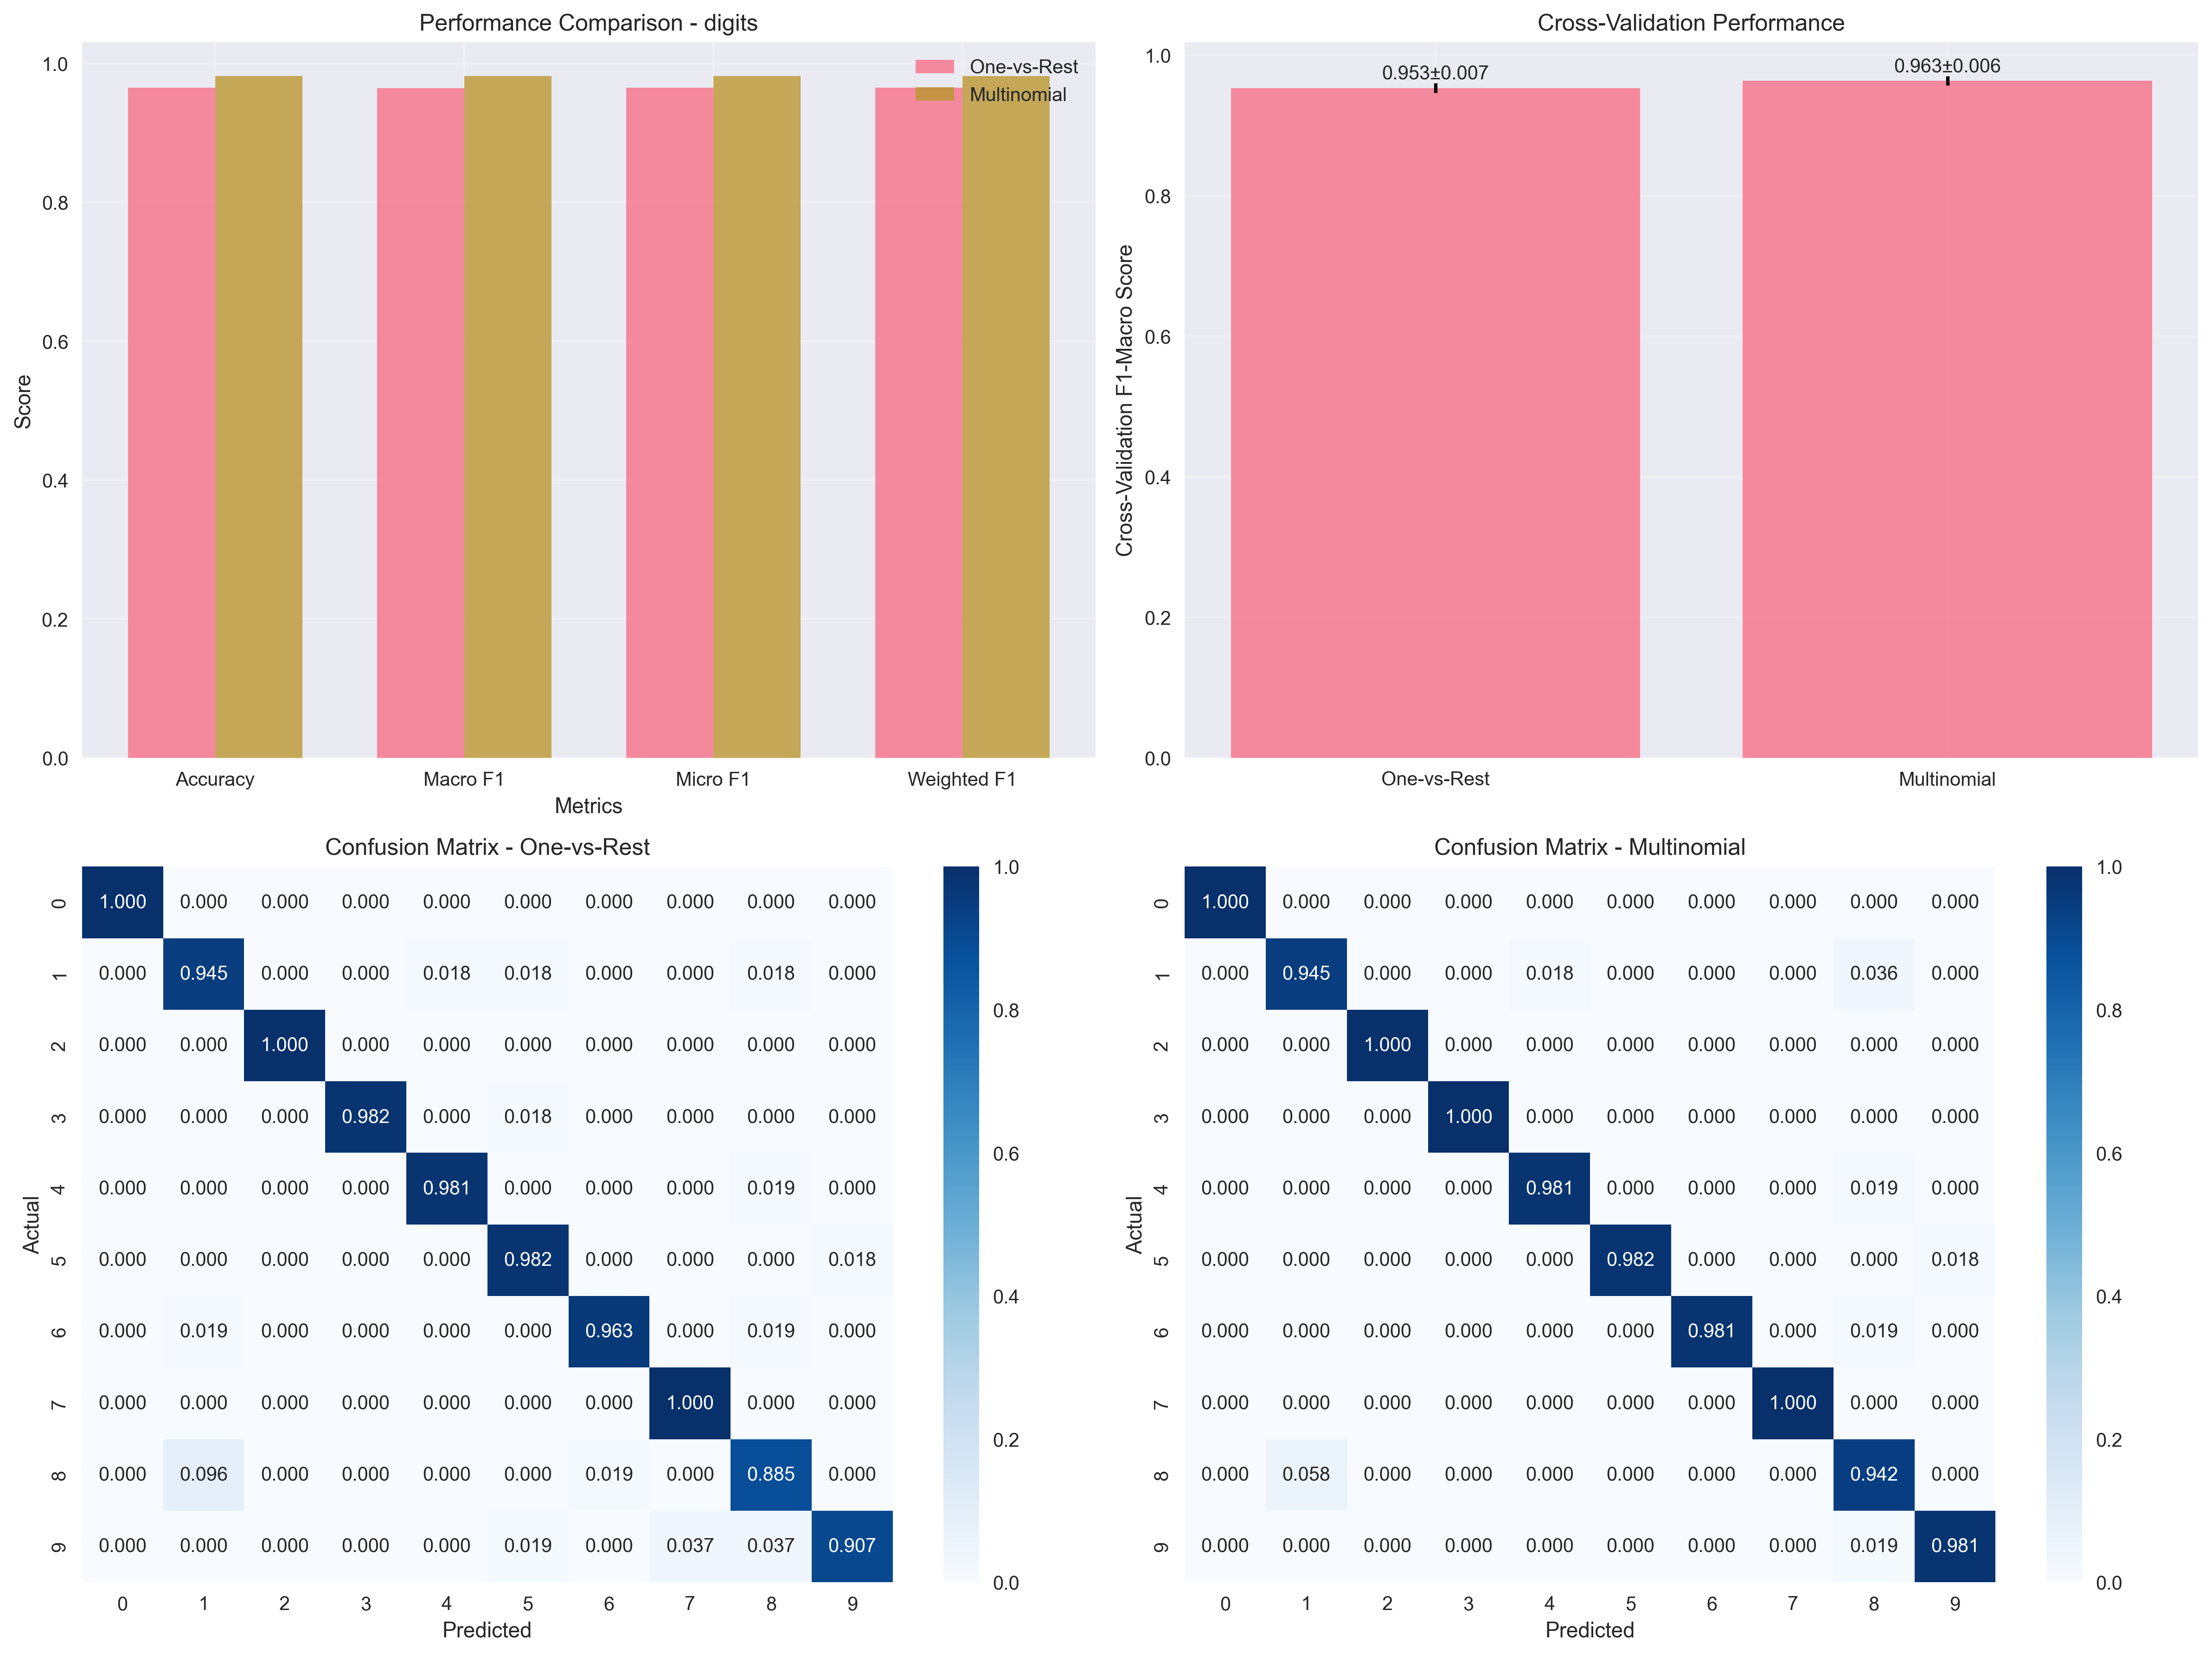 Performance Comparison - digits
One-vs-Rest
Multinomial
1.0
0.8
0.6
0.4
0.2
0.0
Score
Accuracy Macro F1 Micro F1 Weighted F1
Metrics
Cross-Validation Performance
0.953±0.007 0.963±0.006
1.0
0.8
0.6
0.4
0.2
0.0
Cross-Validation F1-Macro Score
One-vs-Rest Multinomial
Confusion Matrix - One-vs-Rest
Actual
0 1.000 0.000 0.000 0.000 0.000 0.000 0.000 0.000 0.000 0.000
1 0.000 0.945 0.000 0.000 0.018 0.018 0.000 0.000 0.018 0.000
2 0.000 0.000 1.000 0.000 0.000 0.000 0.000 0.000 0.000 0.000
3 0.000 0.000 0.000 0.982 0.000 0.018 0.000 0.000 0.000 0.000
4 0.000 0.000 0.000 0.000 0.981 0.000 0.000 0.000 0.019 0.000
5 0.000 0.000 0.000 0.000 0.000 0.982 0.000 0.000 0.000 0.018
6 0.000 0.019 0.000 0.000 0.000 0.000 0.963 0.000 0.019 0.000
7 0.000 0.000 0.000 0.000 0.000 0.000 0.000 1.000 0.000 0.000
8 0.000 0.096 0.000 0.000 0.000 0.000 0.019 0.000 0.885 0.000
9 0.000 0.000 0.000 0.000 0.000 0.019 0.000 0.037 0.037 0.907
0 1 2 3 4 5 6 7 8 9
Predicted
1.0
0.8
0.6
0.4
0.2
0.0
Confusion Matrix - Multinomial
Actual
0 1.000 0.000 0.000 0.000 0.000 0.000 0.000 0.000 0.000 0.000
1 0.000 0.945 0.000 0.000 0.018 0.000 0.000 0.000 0.036 0.000
2 0.000 0.000 1.000 0.000 0.000 0.000 0.000 0.000 0.000 0.000
3 0.000 0.000 0.000 1.000 0.000 0.000 0.000 0.000 0.000 0.000
4 0.000 0.000 0.000 0.000 0.981 0.000 0.000 0.000 0.019 0.000
5 0.000 0.000 0.000 0.000 0.000 0.982 0.000 0.000 0.000 0.018
6 0.000 0.000 0.000 0.000 0.000 0.000 0.981 0.000 0.019 0.000
7 0.000 0.000 0.000 0.000 0.000 0.000 0.000 1.000 0.000 0.000
8 0.000 0.058 0.000 0.000 0.000 0.000 0.000 0.000 0.942 0.000
9 0.000 0.000 0.000 0.000 0.000 0.000 0.000 0.000 0.019 0.981
0 1 2 3 4 5 6 7 8 9
Predicted
1.0
0.8
0.6
0.4
0.2
0.0